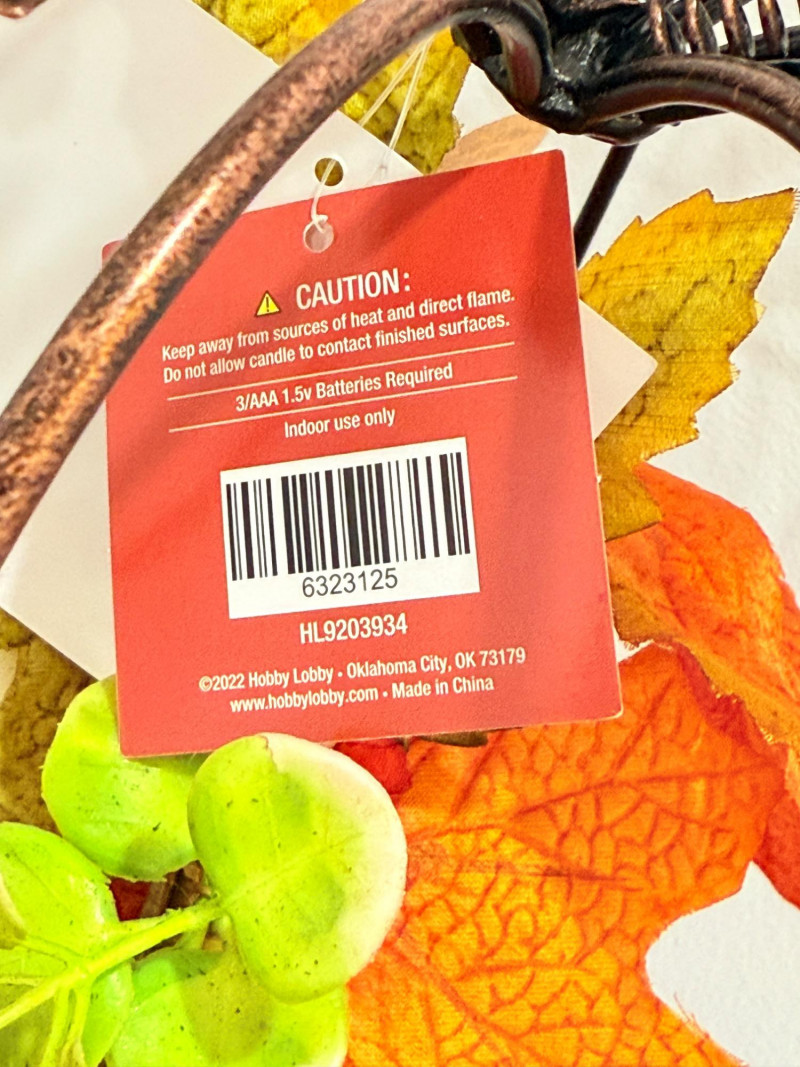 ⚠ CAUTION:
Keep away from sources of heat and direct flame.
Do not allow candle to contact finished surfaces.
3/AAA 1.5v Batteries Required
Indoor use only
6323125
HL9203934
©2022 Hobby Lobby • Oklahoma City, OK 73179
www.hobbylobby.com • Made in China